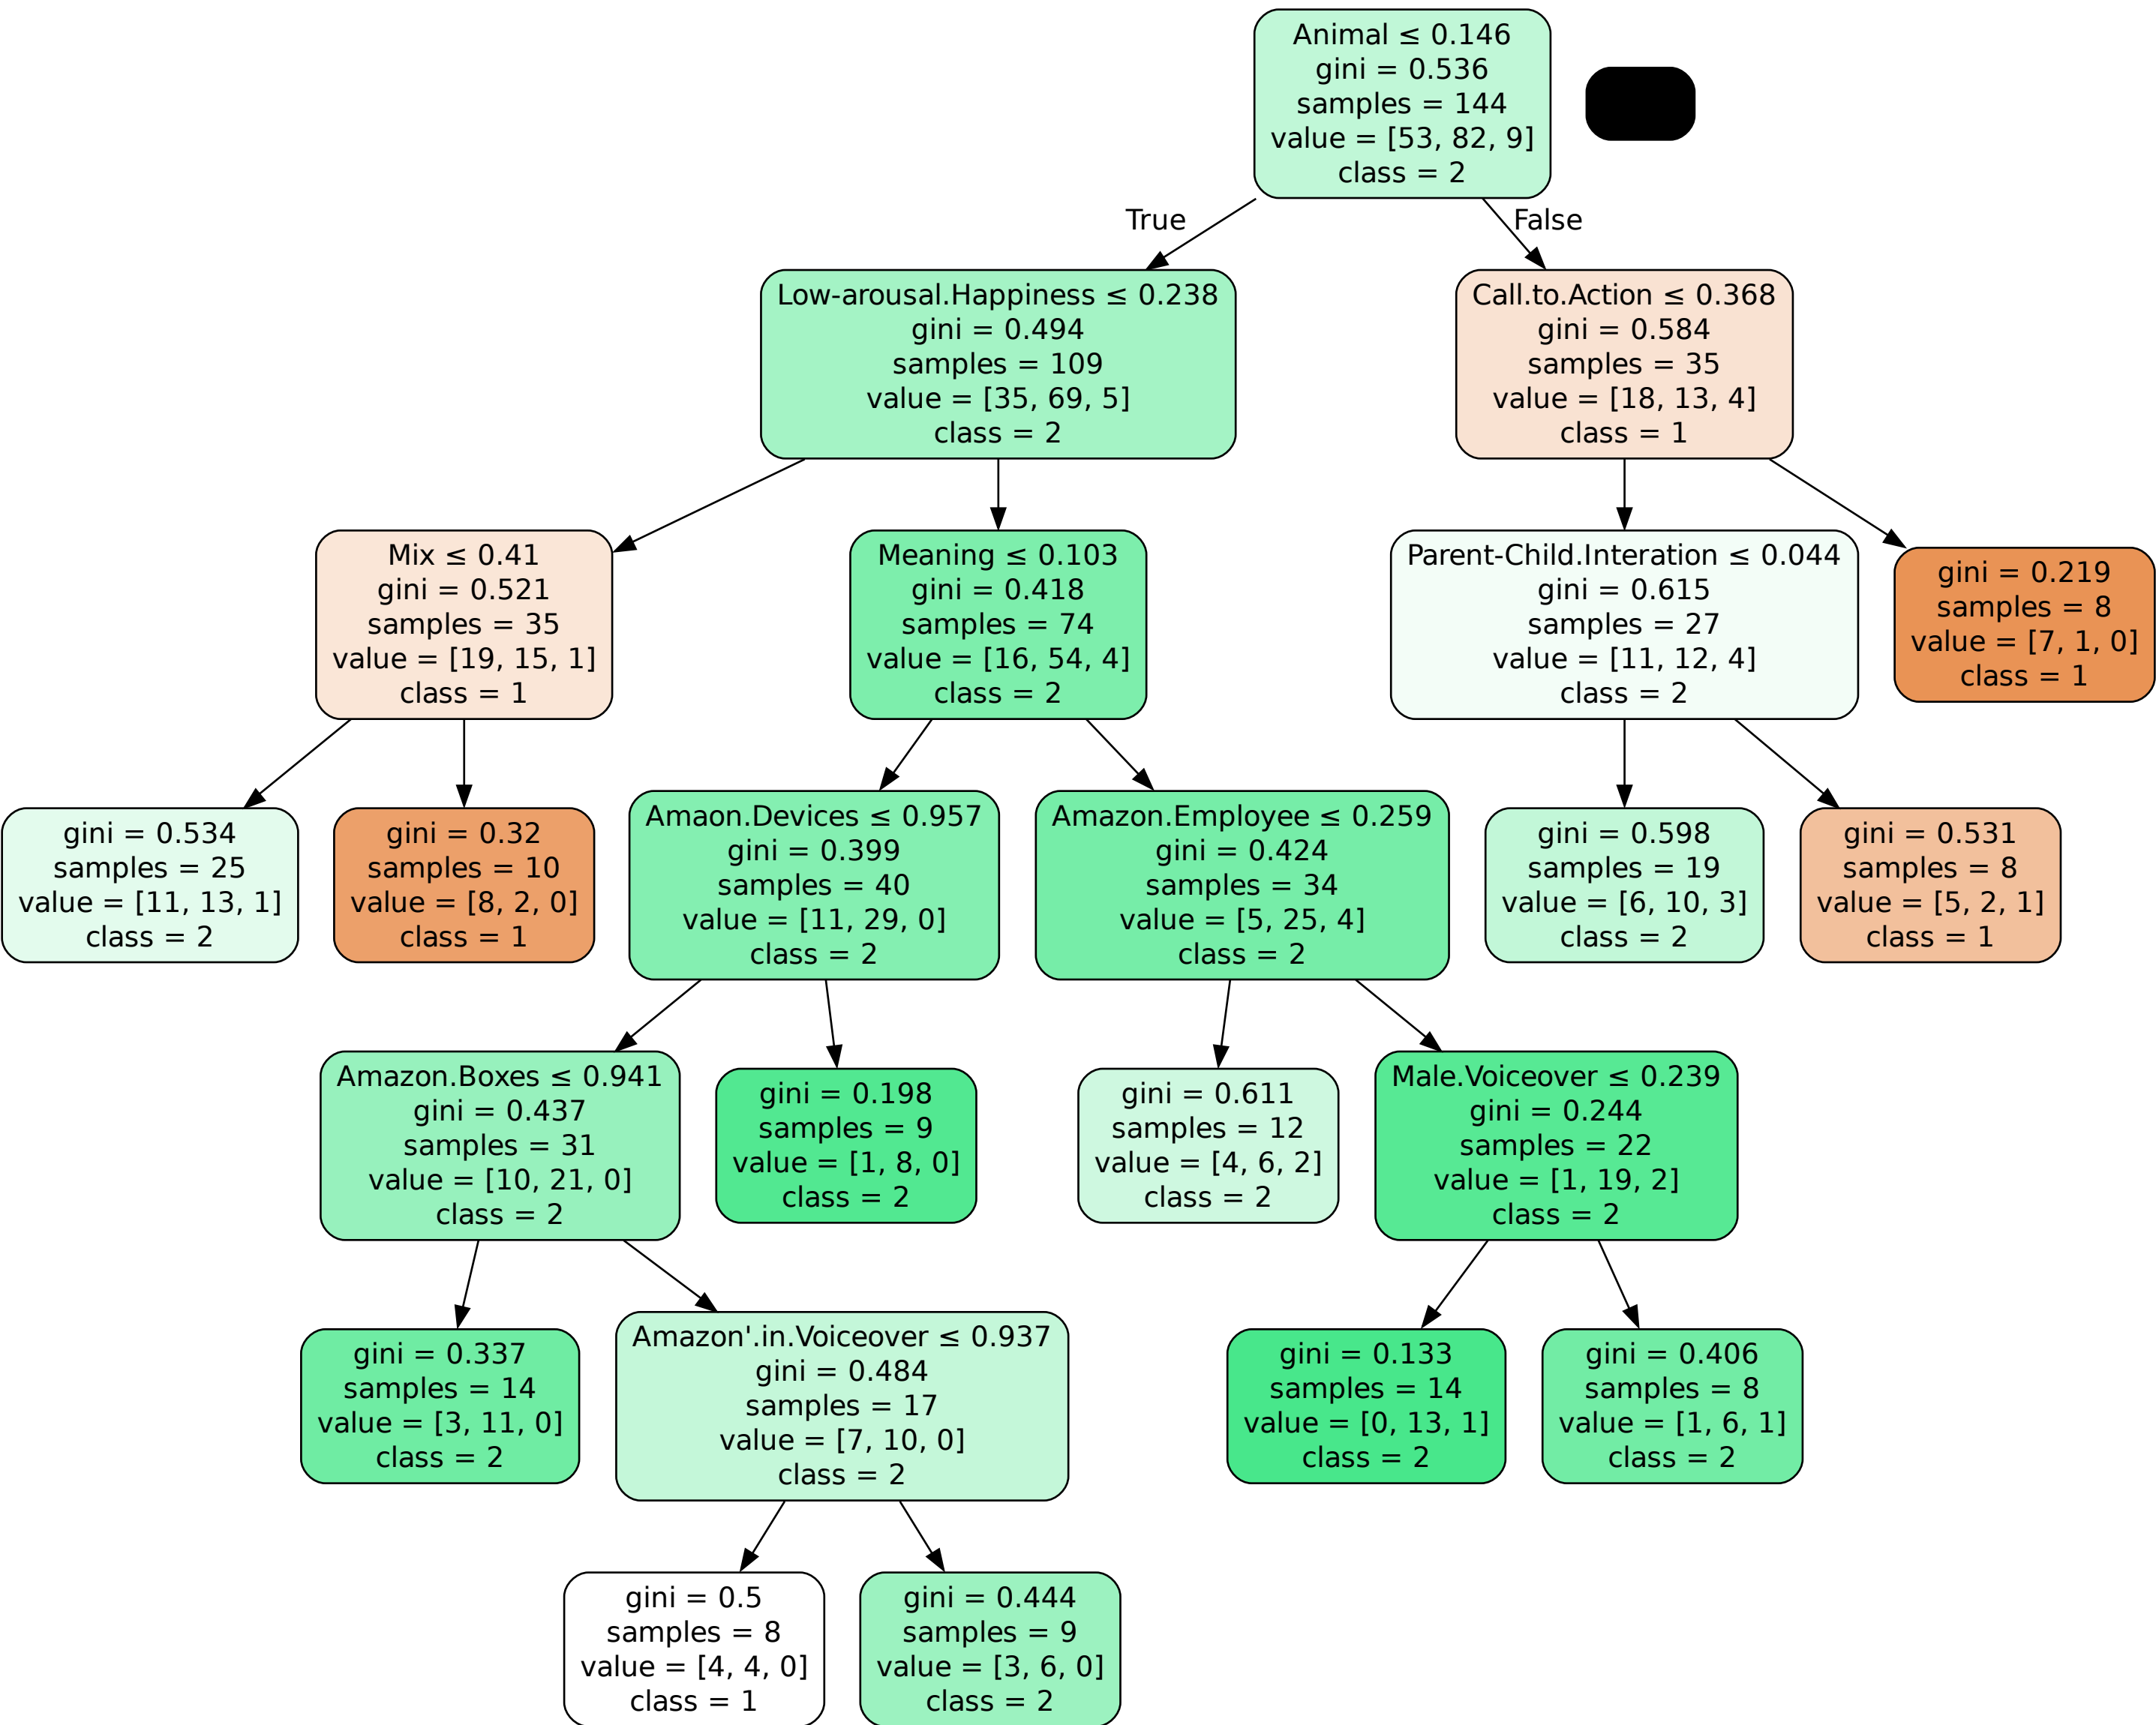 Animal ≤ 0.146
gini = 0.536
samples = 144
value = [53, 82, 9]
class = 2
True
False
Low-arousal.Happiness ≤ 0.238
gini = 0.494
samples = 109
value = [35, 69, 5]
class = 2
Call.to.Action ≤ 0.368
gini = 0.584
samples = 35
value = [18, 13, 4]
class = 1
Mix ≤ 0.41
gini = 0.521
samples = 35
value = [19, 15, 1]
class = 1
Meaning ≤ 0.103
gini = 0.418
samples = 74
value = [16, 54, 4]
class = 2
Parent-Child.Interation ≤ 0.044
gini = 0.615
samples = 27
value = [11, 12, 4]
class = 2
gini = 0.219
samples = 8
value = [7, 1, 0]
class = 1
gini = 0.534
samples = 25
value = [11, 13, 1]
class = 2
gini = 0.32
samples = 10
value = [8, 2, 0]
class = 1
Amaon.Devices ≤ 0.957
gini = 0.399
samples = 40
value = [11, 29, 0]
class = 2
Amazon.Employee ≤ 0.259
gini = 0.424
samples = 34
value = [5, 25, 4]
class = 2
gini = 0.598
samples = 19
value = [6, 10, 3]
class = 2
gini = 0.531
samples = 8
value = [5, 2, 1]
class = 1
Amazon.Boxes ≤ 0.941
gini = 0.437
samples = 31
value = [10, 21, 0]
class = 2
gini = 0.198
samples = 9
value = [1, 8, 0]
class = 2
gini = 0.611
samples = 12
value = [4, 6, 2]
class = 2
Male.Voiceover ≤ 0.239
gini = 0.244
samples = 22
value = [1, 19, 2]
class = 2
gini = 0.337
samples = 14
value = [3, 11, 0]
class = 2
Amazon'.in.Voiceover ≤ 0.937
gini = 0.484
samples = 17
value = [7, 10, 0]
class = 2
gini = 0.133
samples = 14
value = [0, 13, 1]
class = 2
gini = 0.406
samples = 8
value = [1, 6, 1]
class = 2
gini = 0.5
samples = 8
value = [4, 4, 0]
class = 1
gini = 0.444
samples = 9
value = [3, 6, 0]
class = 2